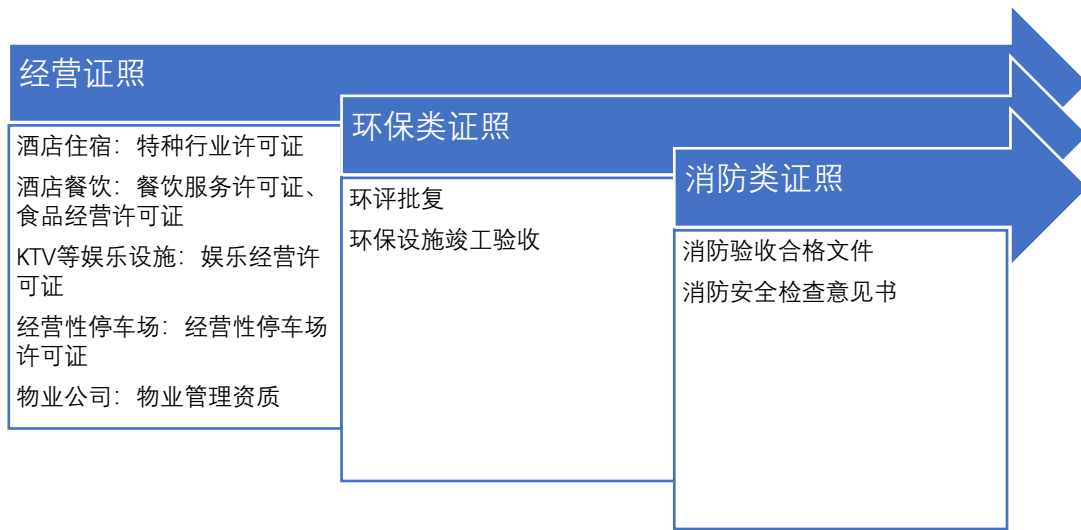 经营证照
酒店住宿：特种行业许可证
酒店餐饮：餐饮服务许可证、
食品经营许可证
KTV等娱乐设施：娱乐经营许
可证
经营性停车场：经营性停车场
许可证
物业公司：物业管理资质
环保类证照
环评批复
环保设施竣工验收
消防类证照
消防验收合格文件
消防安全检查意见书